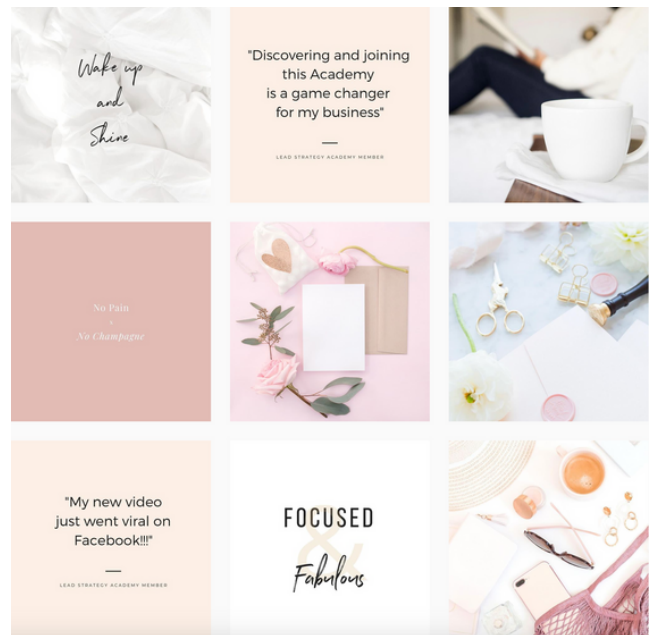 Wake up
and
Shine
"Discovering and joining
this Academy
is a game changer
for my business"
LEAD STRATEGY ACADEMY MEMBER
No Pain
No Champagne
"My new video
just went viral on
Facebook!!!"
LEAD STRATEGY ACADEMY MEMBER
FOCUSED
&
Fabulous